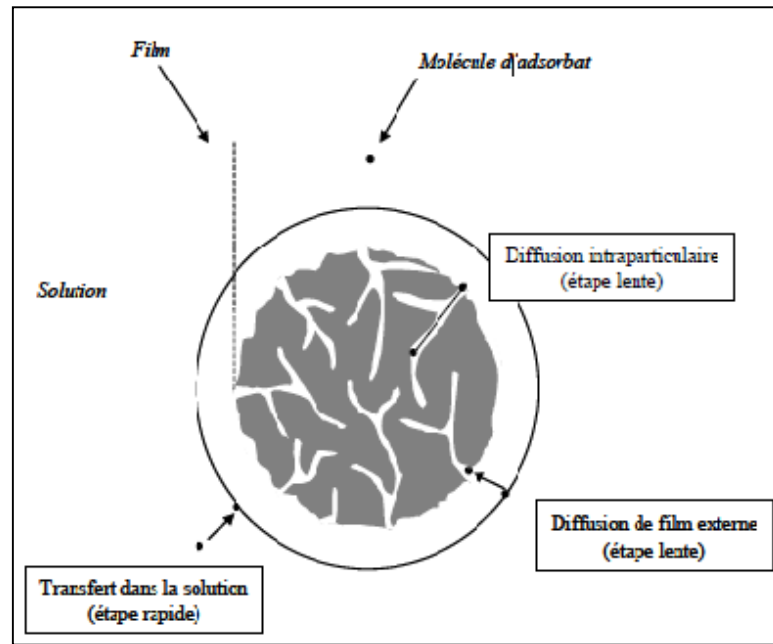 Film
Molécule d'adsorbat
Diffusion intraparticulaire
(étape lente)
Solution
Diffusion de film externe
(étape lente)
Transfert dans la solution
(étape rapide)